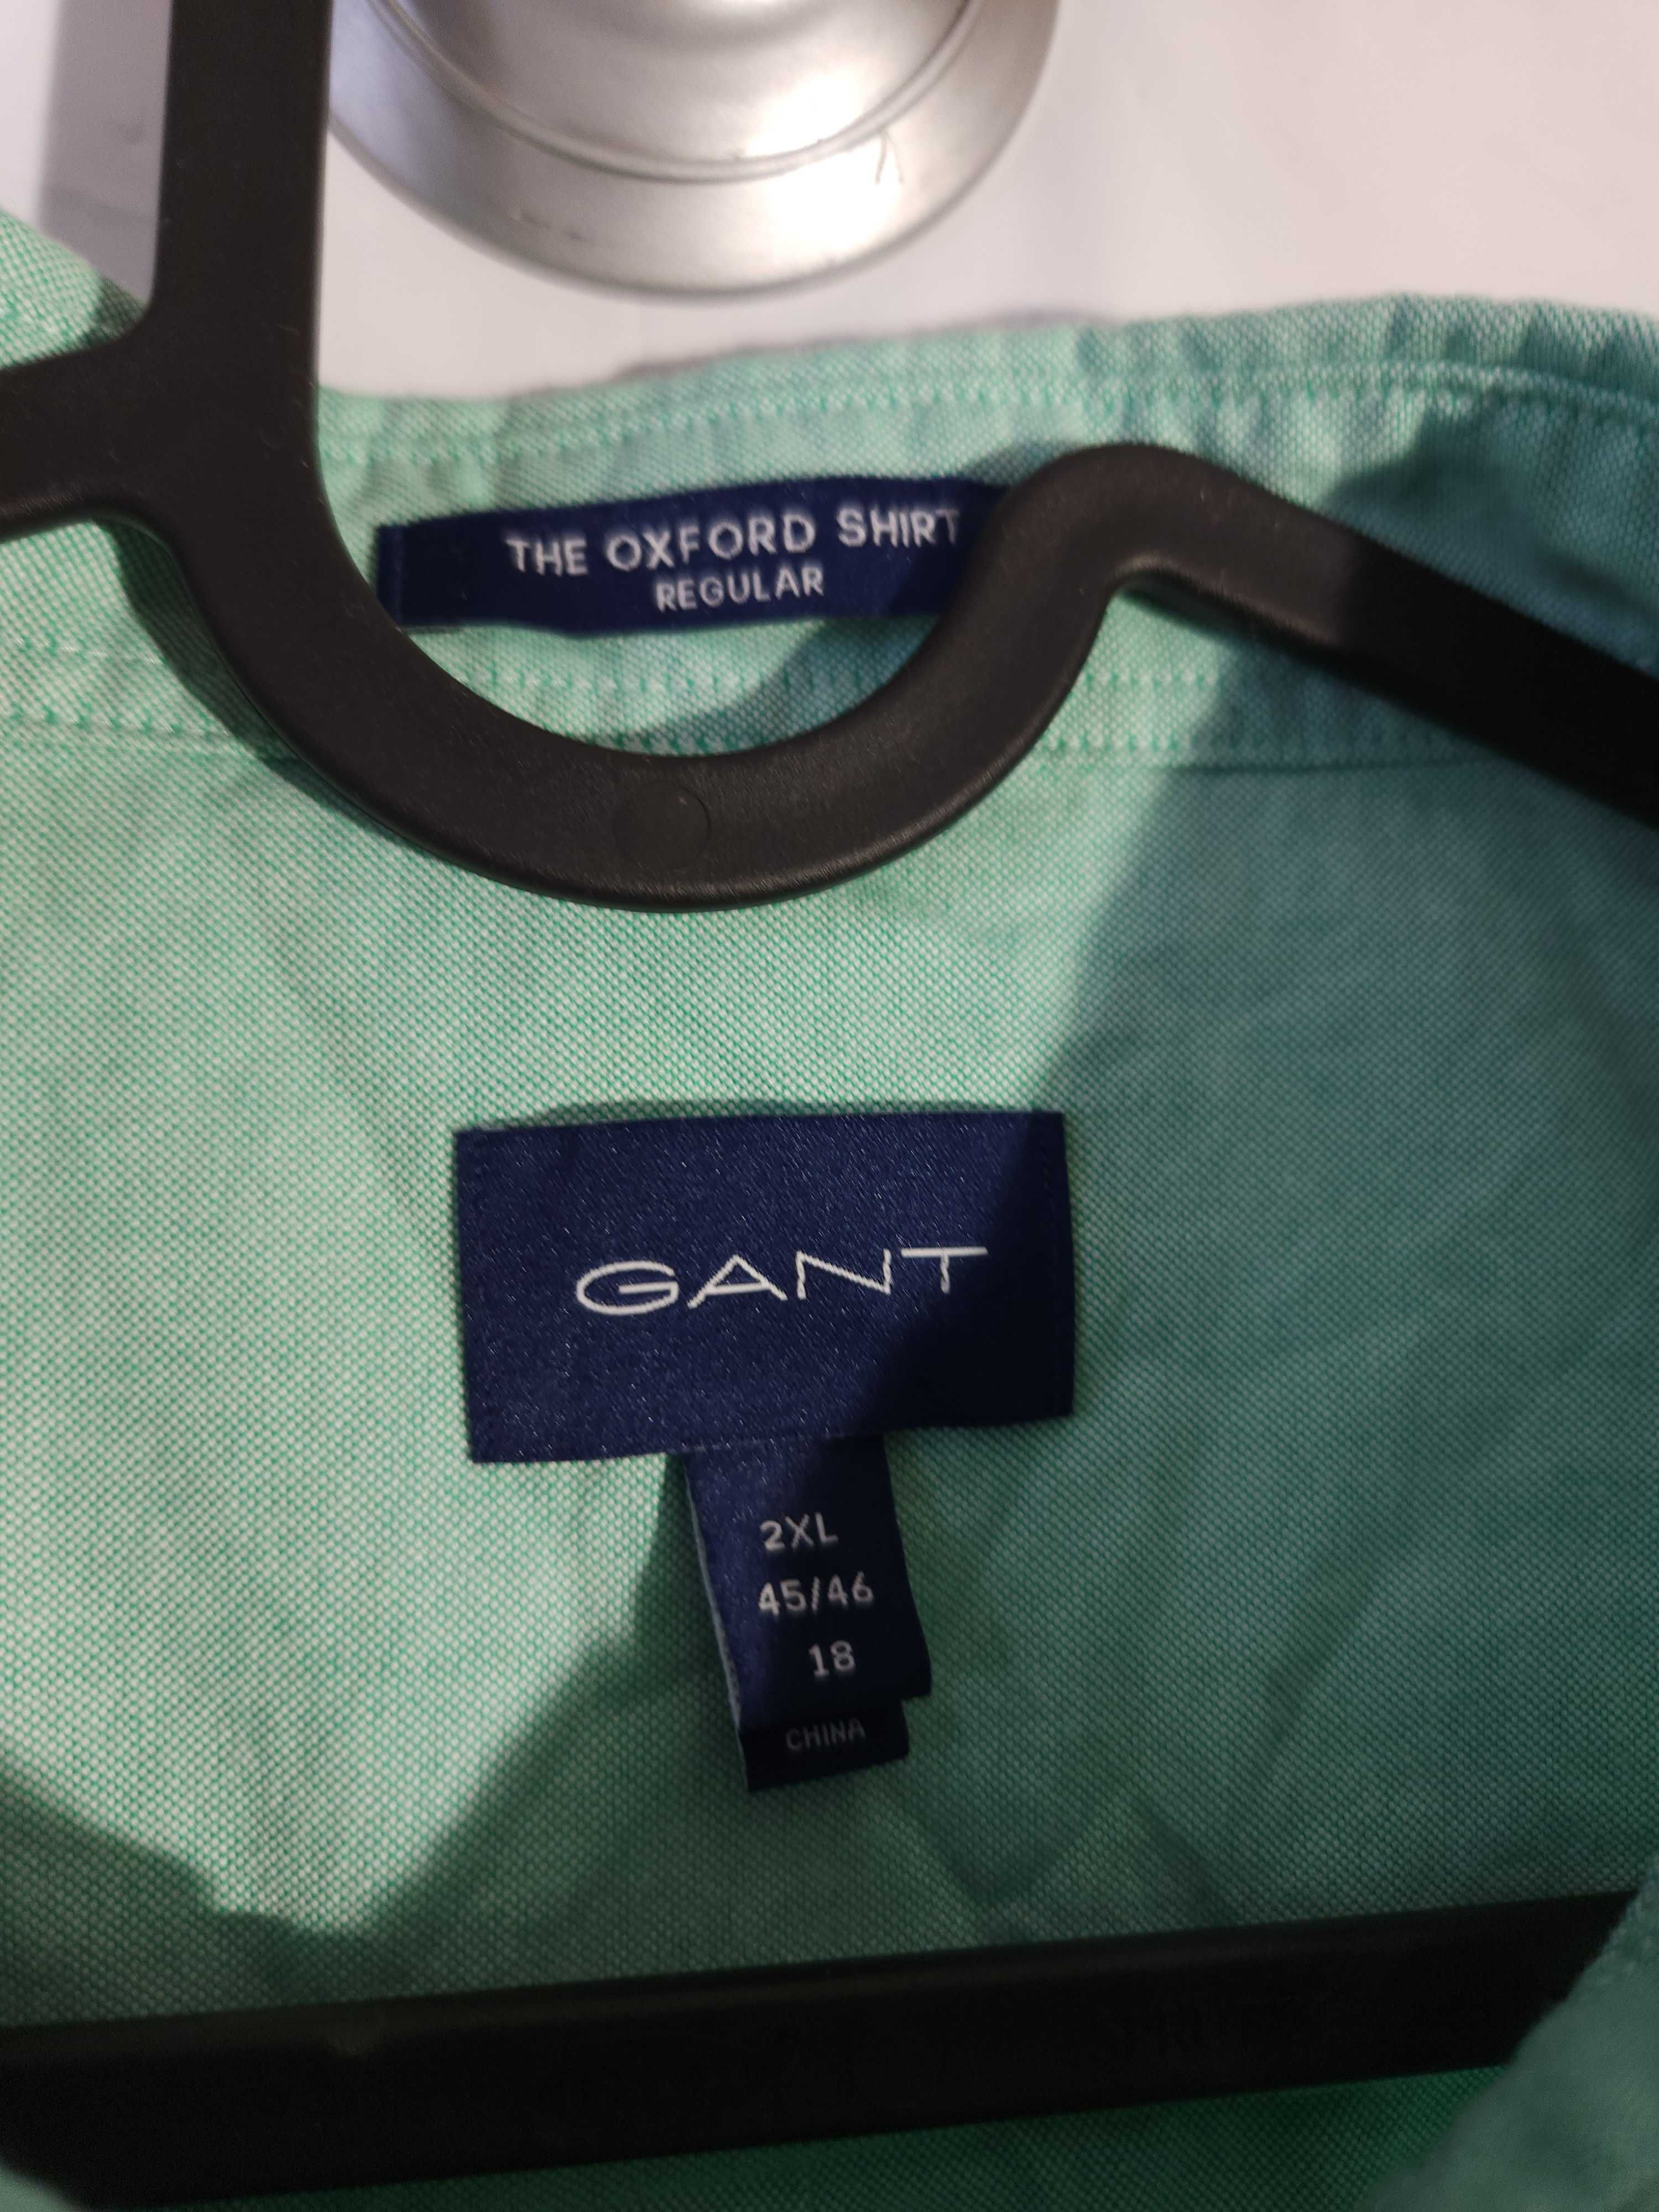 THE OXFORD SHIRT
REGULAR
GANT
2XL
45/46
18
CHINA